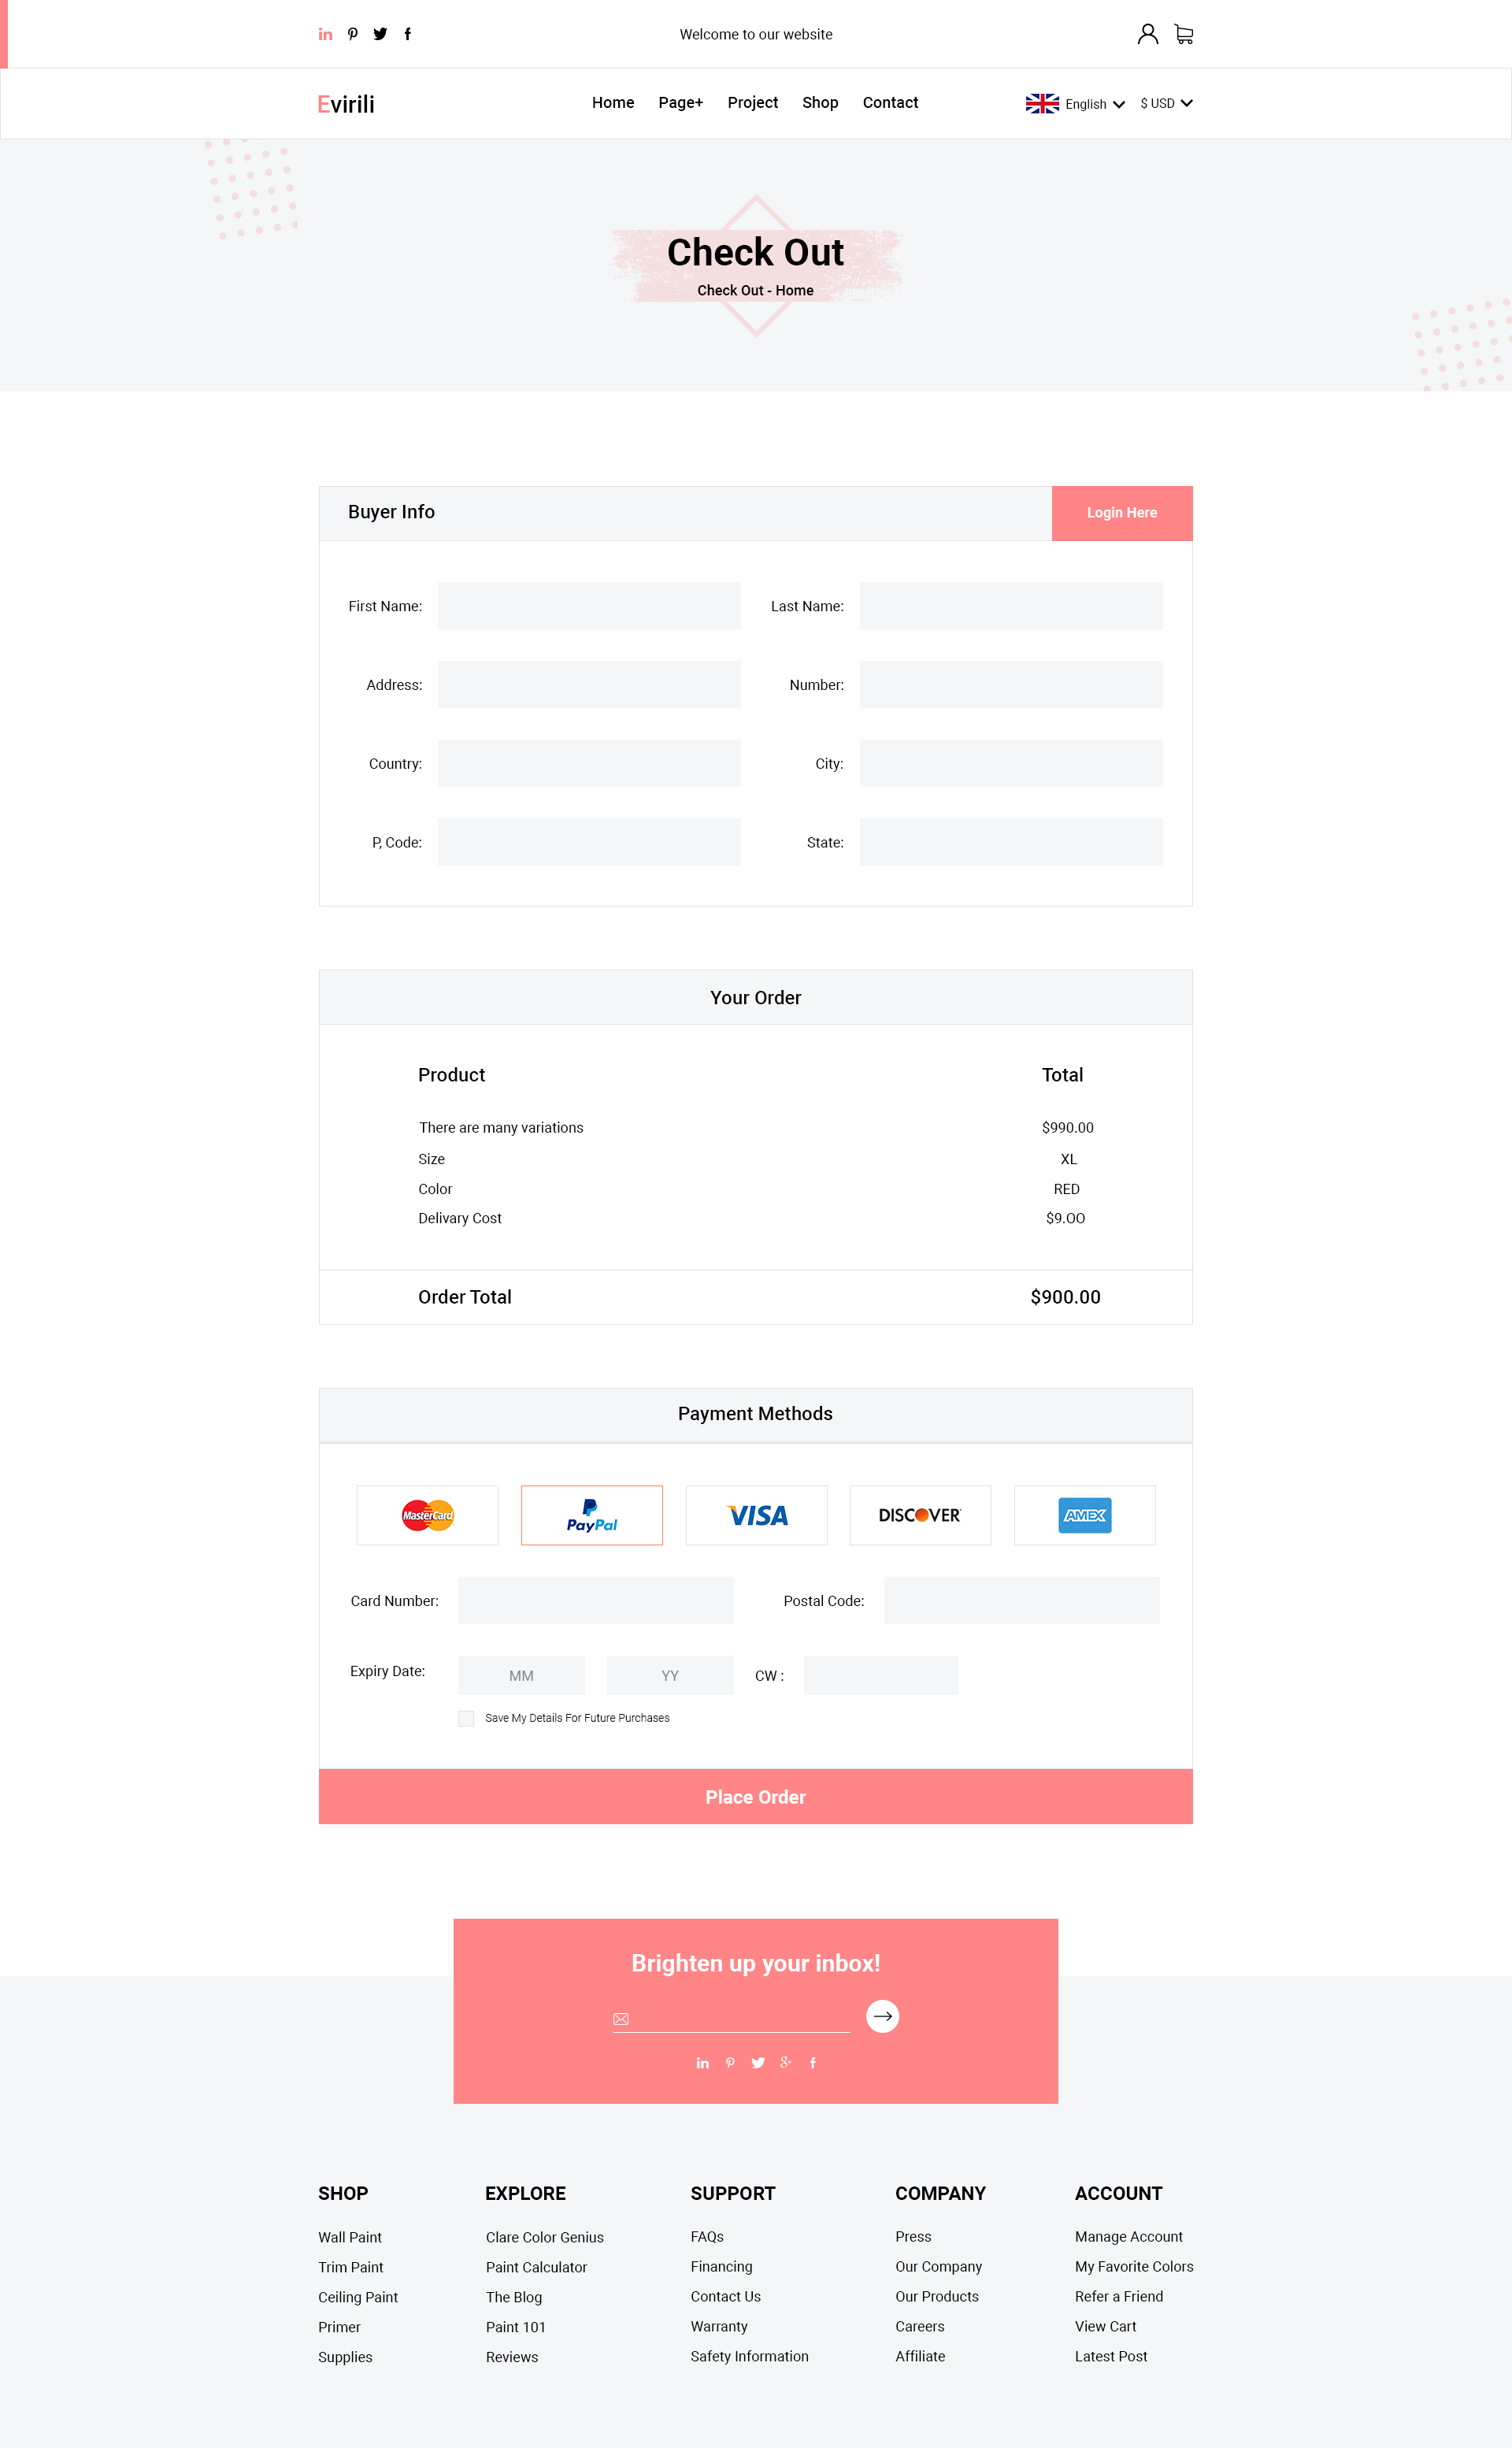 Welcome to our website
Evirili
Home Page+ Project Shop Contact
English $ USD
Check Out
Check Out - Home
Buyer Info
Login Here
First Name: Last Name:
Address: Number:
Country: City:
P, Code: State:
Your Order
Product Total
There are many variations $990.00
Size XL
Color RED
Delivary Cost $9.OO
Order Total $900.00
Payment Methods
MasterCard PayPal VISA DISCOVER AMEX
Card Number: Postal Code:
Expiry Date: MM YY CW :
Save My Details For Future Purchases
Place Order
Brighten up your inbox!
SHOP EXPLORE SUPPORT COMPANY ACCOUNT
Wall Paint Clare Color Genius FAQs Press Manage Account
Trim Paint Paint Calculator Financing Our Company My Favorite Colors
Ceiling Paint The Blog Contact Us Our Products Refer a Friend
Primer Paint 101 Warranty Careers View Cart
Supplies Reviews Safety Information Affiliate Latest Post